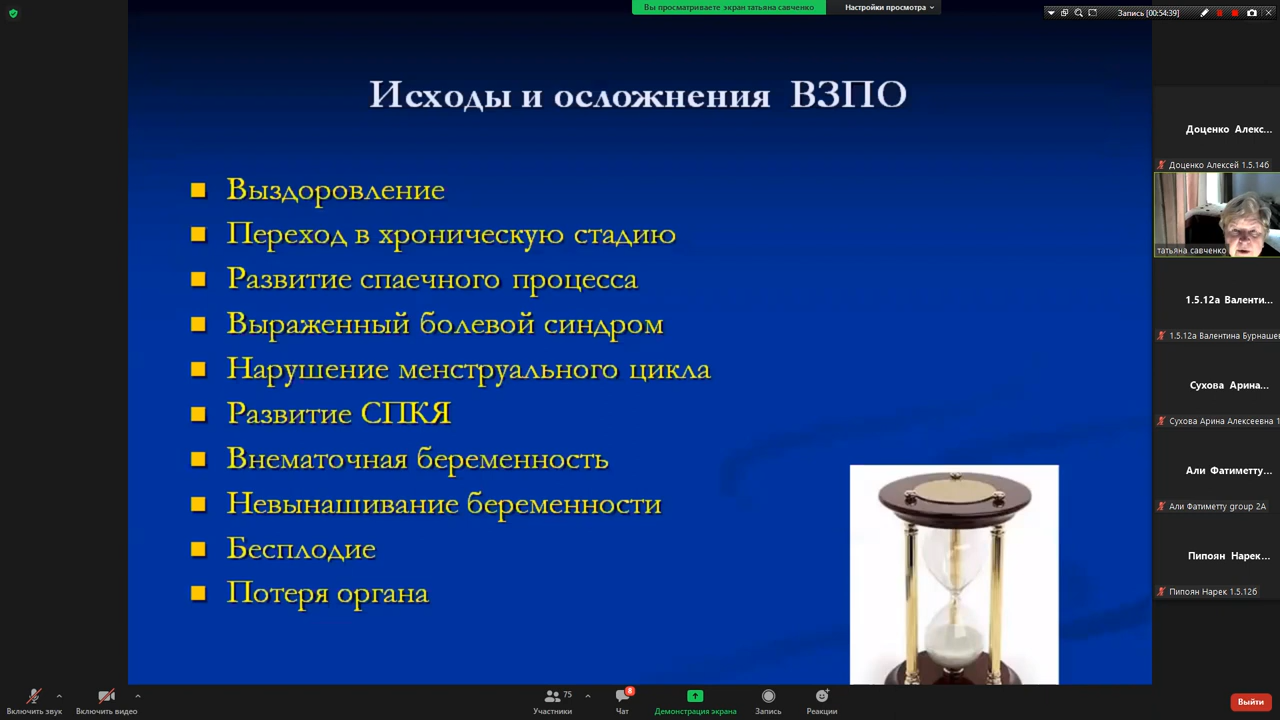 Вы просматриваете экран татьяна савченко
Настройки просмотра
Запись [00:54:39]
Исходы и осложнения ВЗПО
Выздоровление
Переход в хроническую стадию
Развитие спаечного процесса
Выраженный болевой синдром
Нарушение менструального цикла
Развитие СПКЯ
Внематочная беременность
Невынашивание беременности
Бесплодие
Потеря органа
Доценко Алекс...
Доценко Алексей 1.5.14б
татьяна савченко
1.5.12а Валенти...
1.5.12а Валентина Бурнашев
Сухова Арина...
Сухова Арина Алексеевна 1
Али Фатиметту...
Али Фатиметту group 2A
Пипоян Нарек...
Пипоян Нарек 1.5.12б
Включить звук
Включить видео
75
Участники
8
Чат
Демонстрация экрана
Запись
Реакции
Выйти